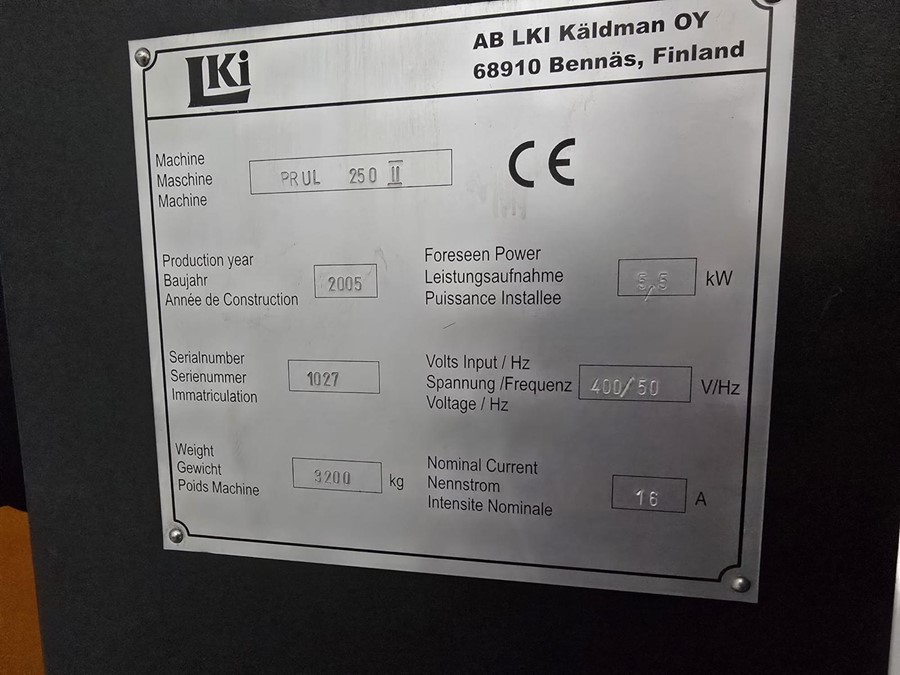 LKi
AB LKI Käldman OY
68910 Bennäs, Finland
Machine
Maschine
Machine
PRUL 250 II
CE
Production year
Baujahr
Année de Construction
2005
Foreseen Power
Leistungsaufnahme
Puissance Installee
5,5 kW
Serialnumber
Serienummer
Immatriculation
1027
Volts Input / Hz
Spannung /Frequenz
Voltage / Hz
400/50 V/Hz
Weight
Gewicht
Poids Machine
3200 kg
Nominal Current
Nennstrom
Intensite Nominale
16 A